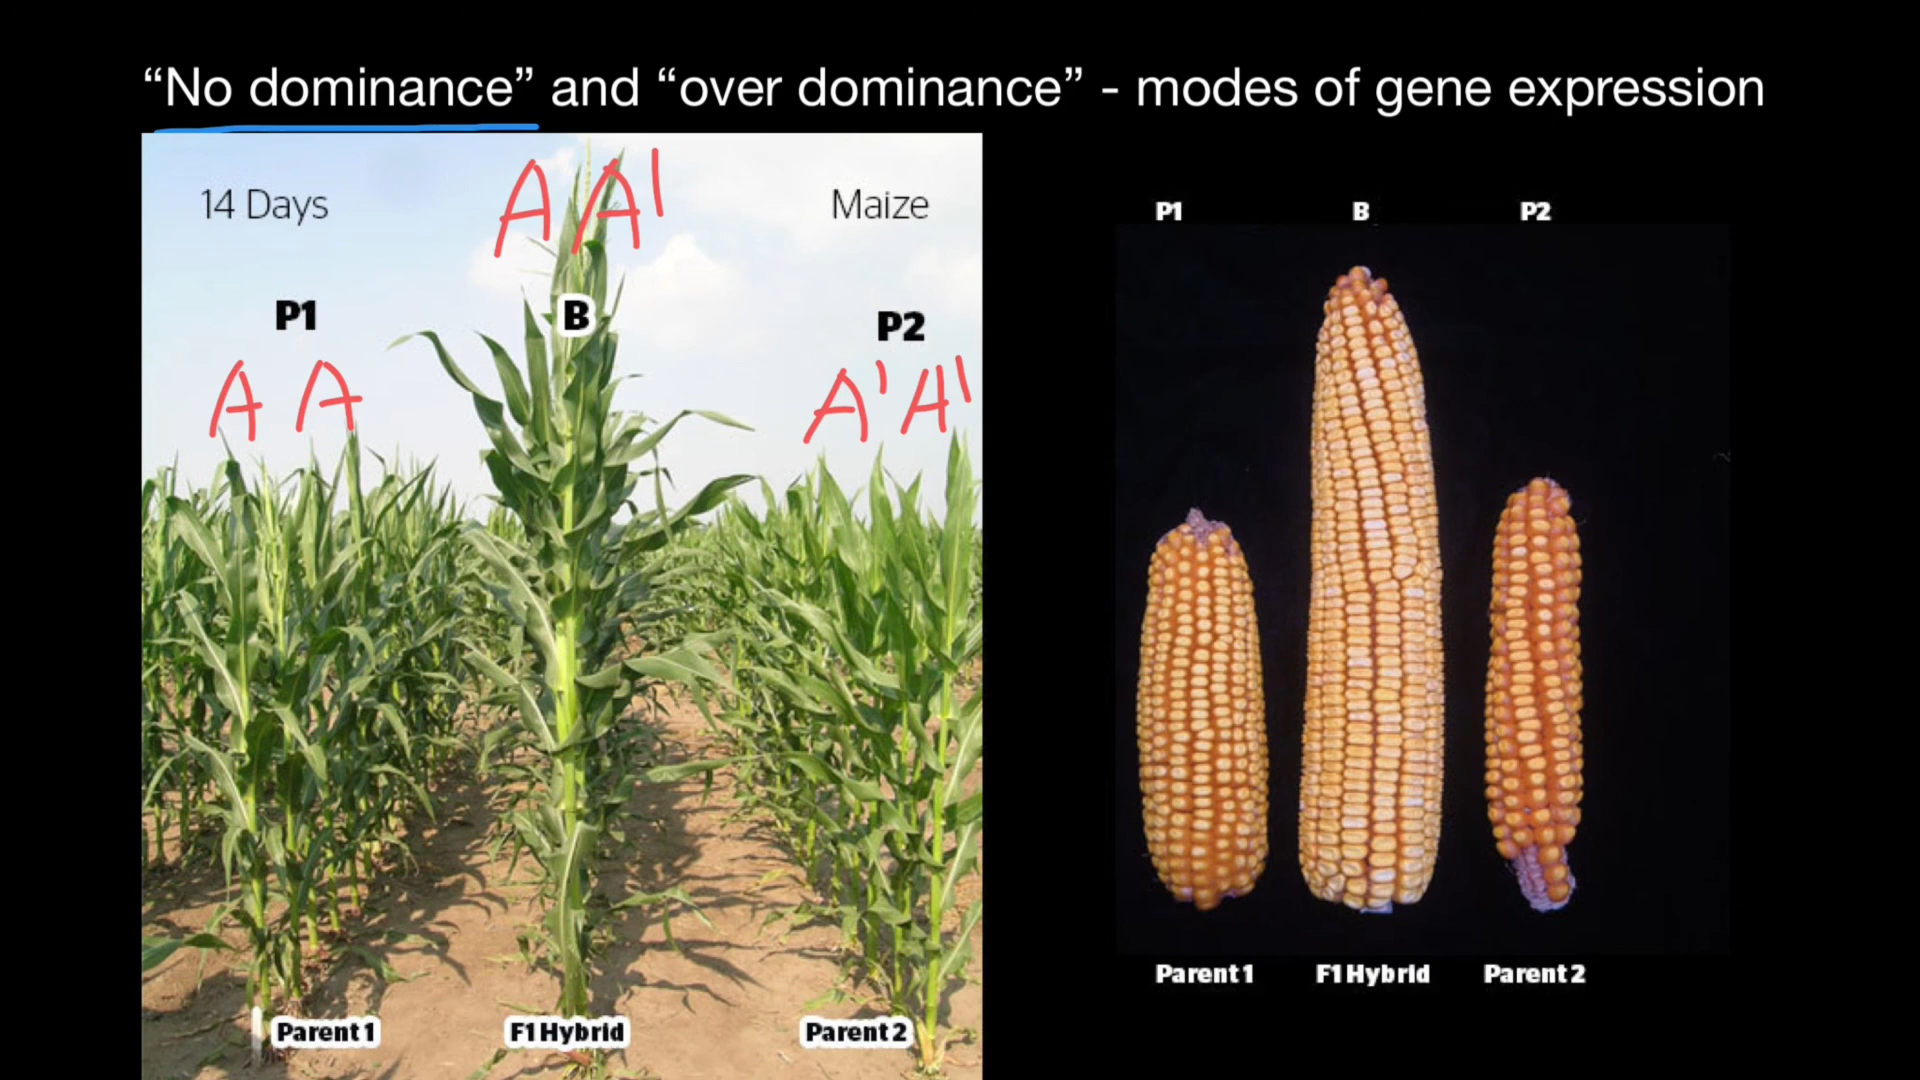 “No dominance” and “over dominance” - modes of gene expression
14 Days
A A'
Maize
P1
B
P2
A A
A'A'
Parent 1
F1 Hybrid
Parent 2
P1
B
P2
Parent 1
F1 Hybrid
Parent 2